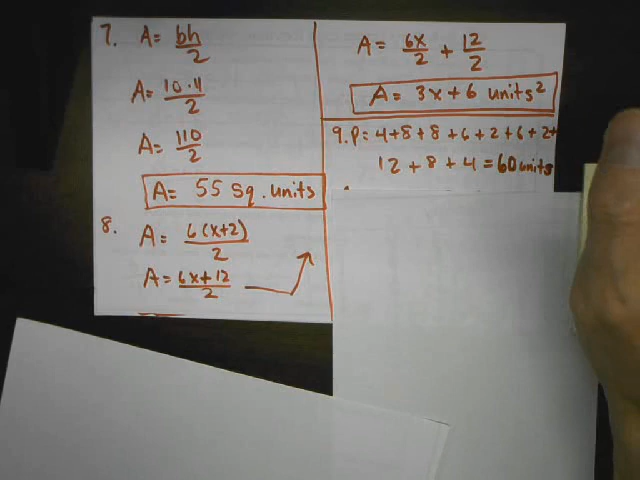 7. A = bh/2
A = 10·11/2
A = 110/2
A = 55 sq. units
8. A = 6(x+2)/2
A = 6x+12/2
A = 6x/2 + 12/2
A = 3x+6 units²
9. P = 4+8+8+6+2+6+2+
12+8+4 = 60 units